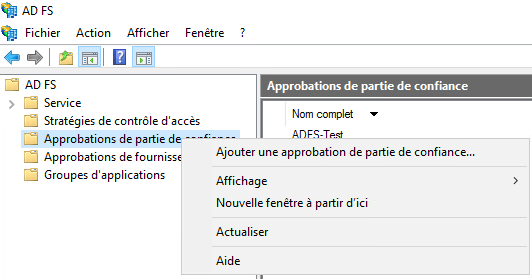 AD FS
Fichier Action Afficher Fenêtre ?
AD FS
Service
Stratégies de contrôle d'accès
Approbations de partie de confiance
Approbations de fournisse
Groupes d'applications
Approbations de partie de confiance
Nom complet
ADFS-Test
Ajouter une approbation de partie de confiance...
Affichage
Nouvelle fenêtre à partir d'ici
Actualiser
Aide